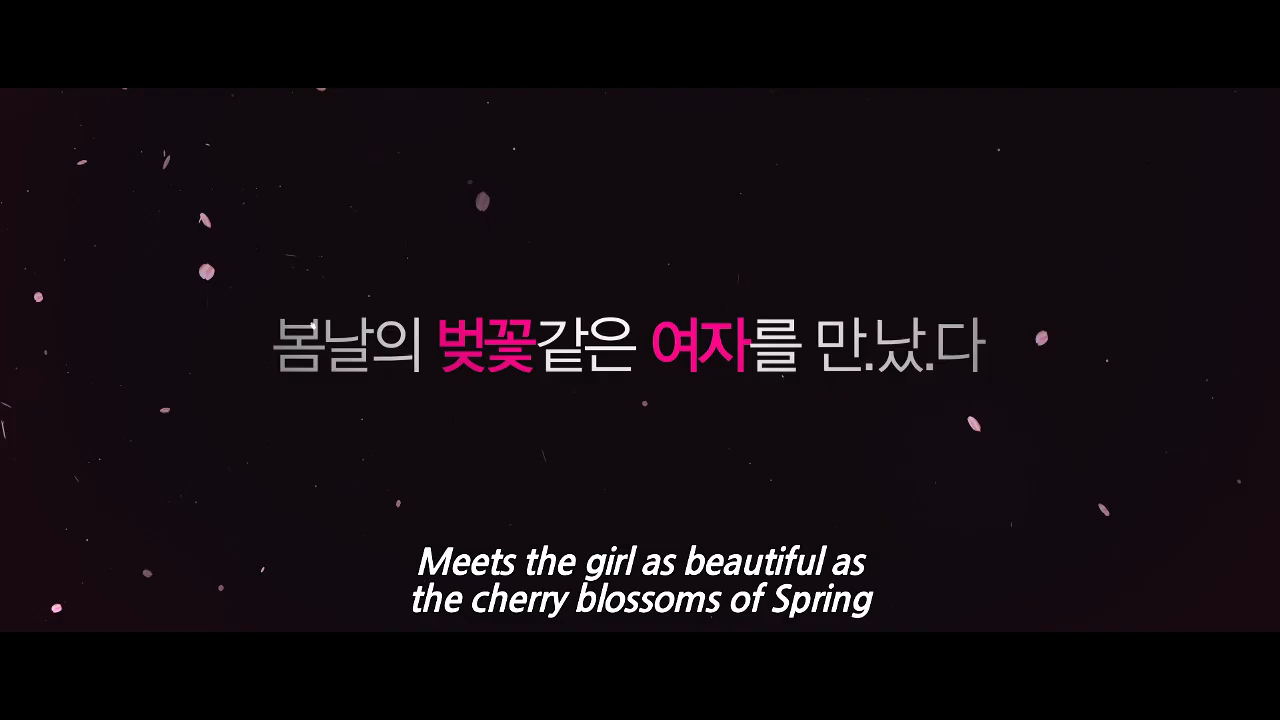 봄날의 벚꽃같은 여자를 만.났.다
Meets the girl as beautiful as
the cherry blossoms of Spring